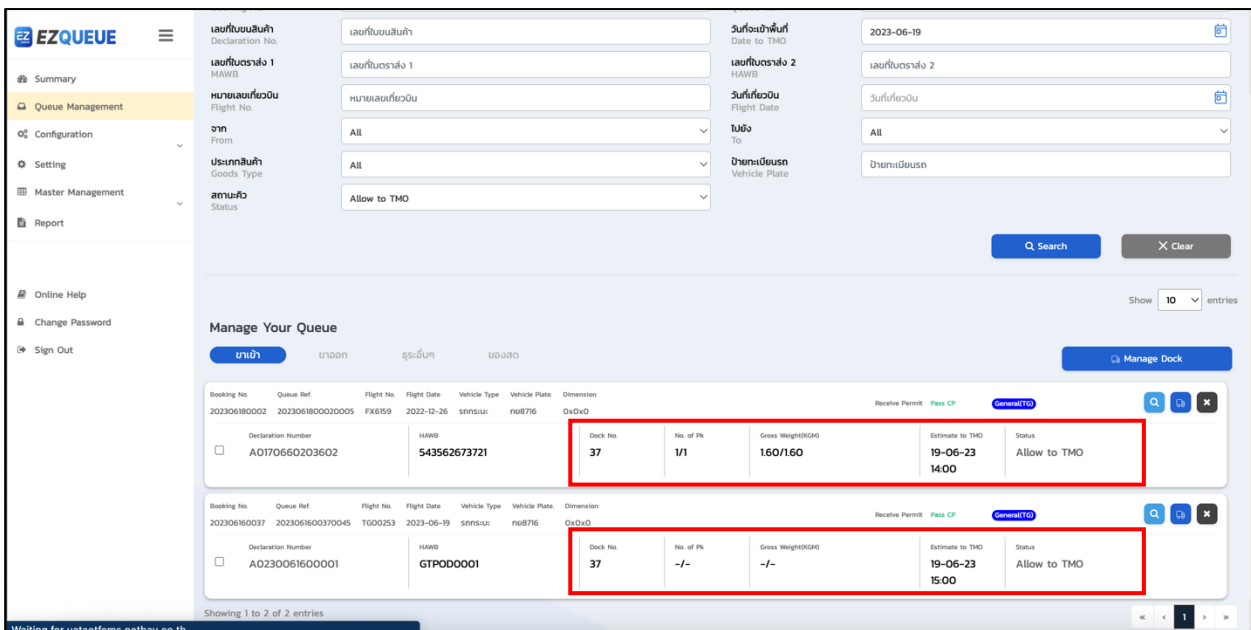 EZQUEUE
Summary
Queue Management
Configuration
Setting
Master Management
Report
Online Help
Change Password
Sign Out
เลขที่ใบขนสินค้า
Declaration No.
เลขที่ใบขนสินค้า
วันที่จะเข้าพื้นที่
Date to TMO
2023-06-19
เลขที่ใบตราส่ง 1
MAWB
เลขที่ใบตราส่ง 1
เลขที่ใบตราส่ง 2
HAWB
เลขที่ใบตราส่ง 2
หมายเลขเที่ยวบิน
Flight No.
หมายเลขเที่ยวบิน
วันที่เที่ยวบิน
Flight Date
วันที่เที่ยวบิน
จาก
From
All
ไปยัง
To
All
ประเภทสินค้า
Goods Type
All
ป้ายทะเบียนรถ
Vehicle Plate
ป้ายทะเบียนรถ
สถานะคิว
Status
Allow to TMO
Search
Clear
Show 10 entries
Manage Your Queue
ขาเข้า ขาออก ธุระอื่นๆ ของสด
Manage Dock
Booking No. Queue Ref. Flight No. Flight Date Vehicle Type Vehicle Plate Dimension
202306180002 2023061800020005 FX6159 2022-12-26 รถกระบะ กข8716 0x0x0
Receive Permit Pass CP General(TG)
Declaration Number HAWB Dock No. No. of Pk Gross Weight(KGM) Estimate to TMO Status
A0170660203602 543562673721 37 1/1 1.60/1.60 19-06-23 Allow to TMO
14:00
Booking No. Queue Ref. Flight No. Flight Date Vehicle Type Vehicle Plate Dimension
202306160037 2023061600370045 TG00253 2023-06-19 รถกระบะ กข8716 0x0x0
Receive Permit Pass CP General(TG)
Declaration Number HAWB Dock No. No. of Pk Gross Weight(KGM) Estimate to TMO Status
A0230061600001 GTPOD0001 37 -/- -/- 19-06-23 Allow to TMO
15:00
Showing 1 to 2 of 2 entries
« ‹ 1 › »